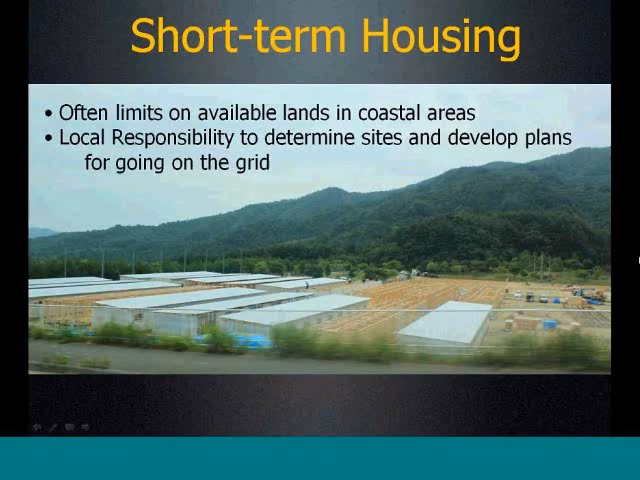 Short-term Housing
• Often limits on available lands in coastal areas
• Local Responsibility to determine sites and develop plans
for going on the grid